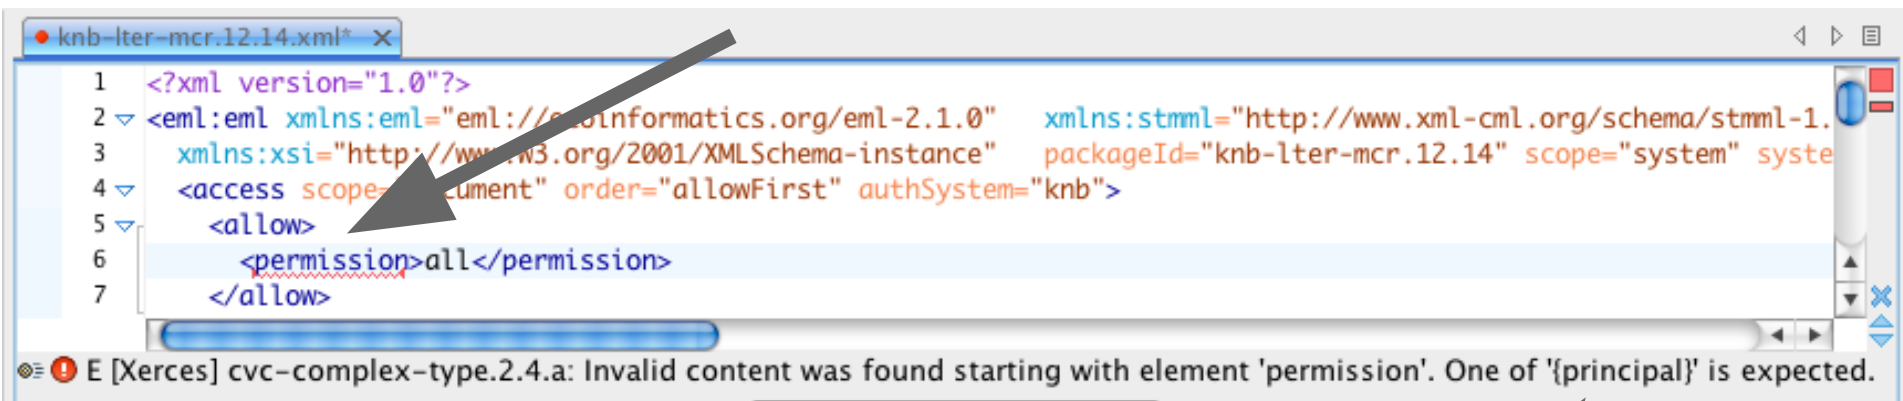 knb-lter-mcr.12.14.xml*
1 <?xml version="1.0"?>
2 <eml:eml xmlns:eml="eml://ecoinformatics.org/eml-2.1.0" xmlns:stmml="http://www.xml-cml.org/schema/stmml-1.
3 xmlns:xsi="http://www.w3.org/2001/XMLSchema-instance" packageId="knb-lter-mcr.12.14" scope="system" syste
4 <access scope="document" order="allowFirst" authSystem="knb">
5 <allow>
6 <permission>all</permission>
7 </allow>
E [Xerces] cvc-complex-type.2.4.a: Invalid content was found starting with element 'permission'. One of '{principal}' is expected.